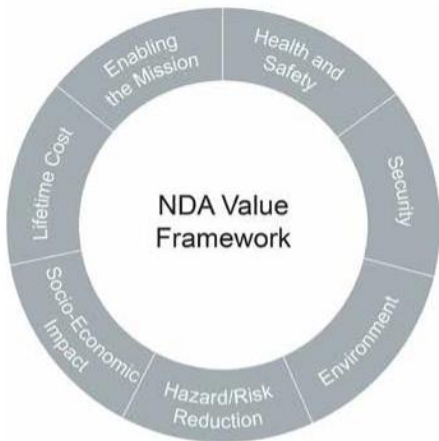 NDA Value
Framework
Health and
Safety
Security
Environment
Hazard/Risk
Reduction
Socio-Economic
Impact
Lifetime Cost
Enabling
the Mission